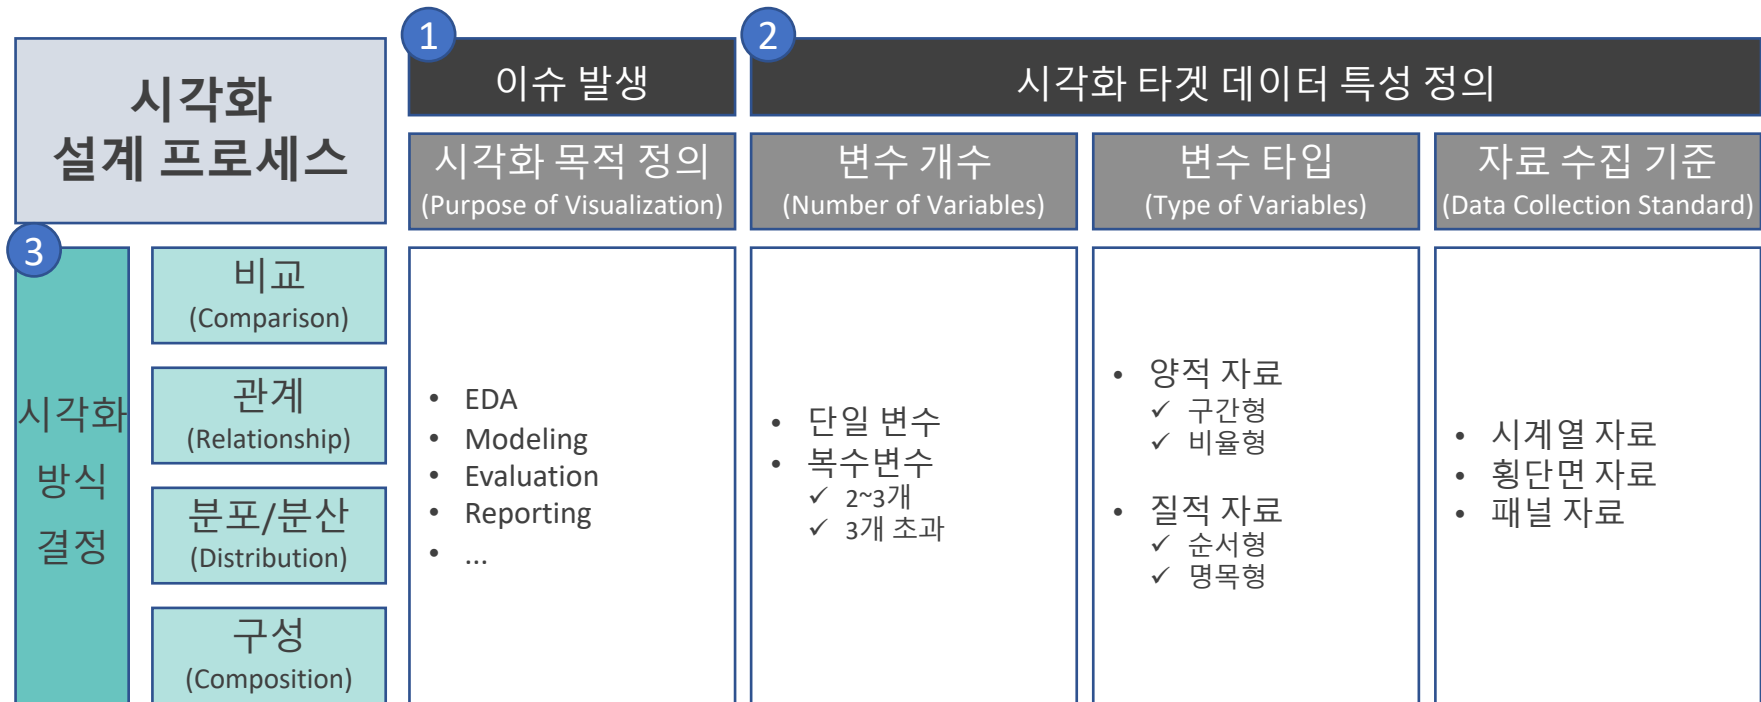 시각화
설계 프로세스
1
이슈 발생
2
시각화 타겟 데이터 특성 정의
시각화 목적 정의
(Purpose of Visualization)
변수 개수
(Number of Variables)
변수 타입
(Type of Variables)
자료 수집 기준
(Data Collection Standard)
3
시각화
방식
결정
비교
(Comparison)
관계
(Relationship)
분포/분산
(Distribution)
구성
(Composition)
• EDA
• Modeling
• Evaluation
• Reporting
• ...
• 단일 변수
• 복수변수
✓ 2~3개
✓ 3개 초과
• 양적 자료
✓ 구간형
✓ 비율형
• 질적 자료
✓ 순서형
✓ 명목형
• 시계열 자료
• 횡단면 자료
• 패널 자료